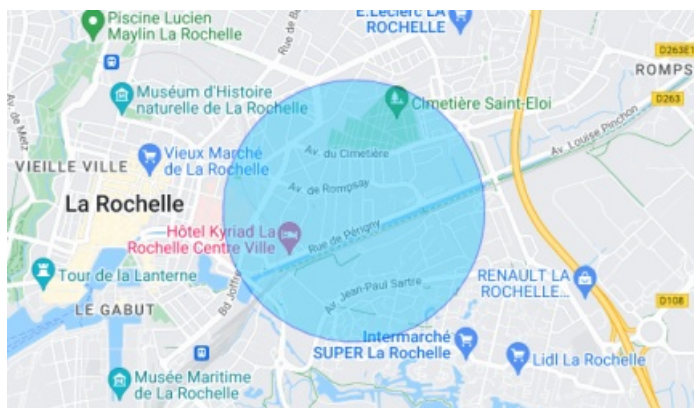 Piscine Lucien
Maylin La Rochelle
E.Leclerc LA
ROCHELLE
Rue de B
D263E1
ROMPS
D263
Muséum d'Histoire
naturelle de La Rochelle
Cimetière Saint-Eloi
Av. de Metz
Av. Louise Pinchon
Av. du Cimetière
VIEILLE VILLE
Vieux Marché
de La Rochelle
Av. de Rompsay
La Rochelle
Hôtel Kyriad La
Rochelle Centre Ville
Rue de Périgny
Tour de la Lanterne
Bd Joffre
Av. Jean-Paul Sartre
RENAULT LA
ROCHELLE...
D108
LE GABUT
Intermarché
SUPER La Rochelle
Lidl La Rochelle
Musée Maritime
de La Rochelle